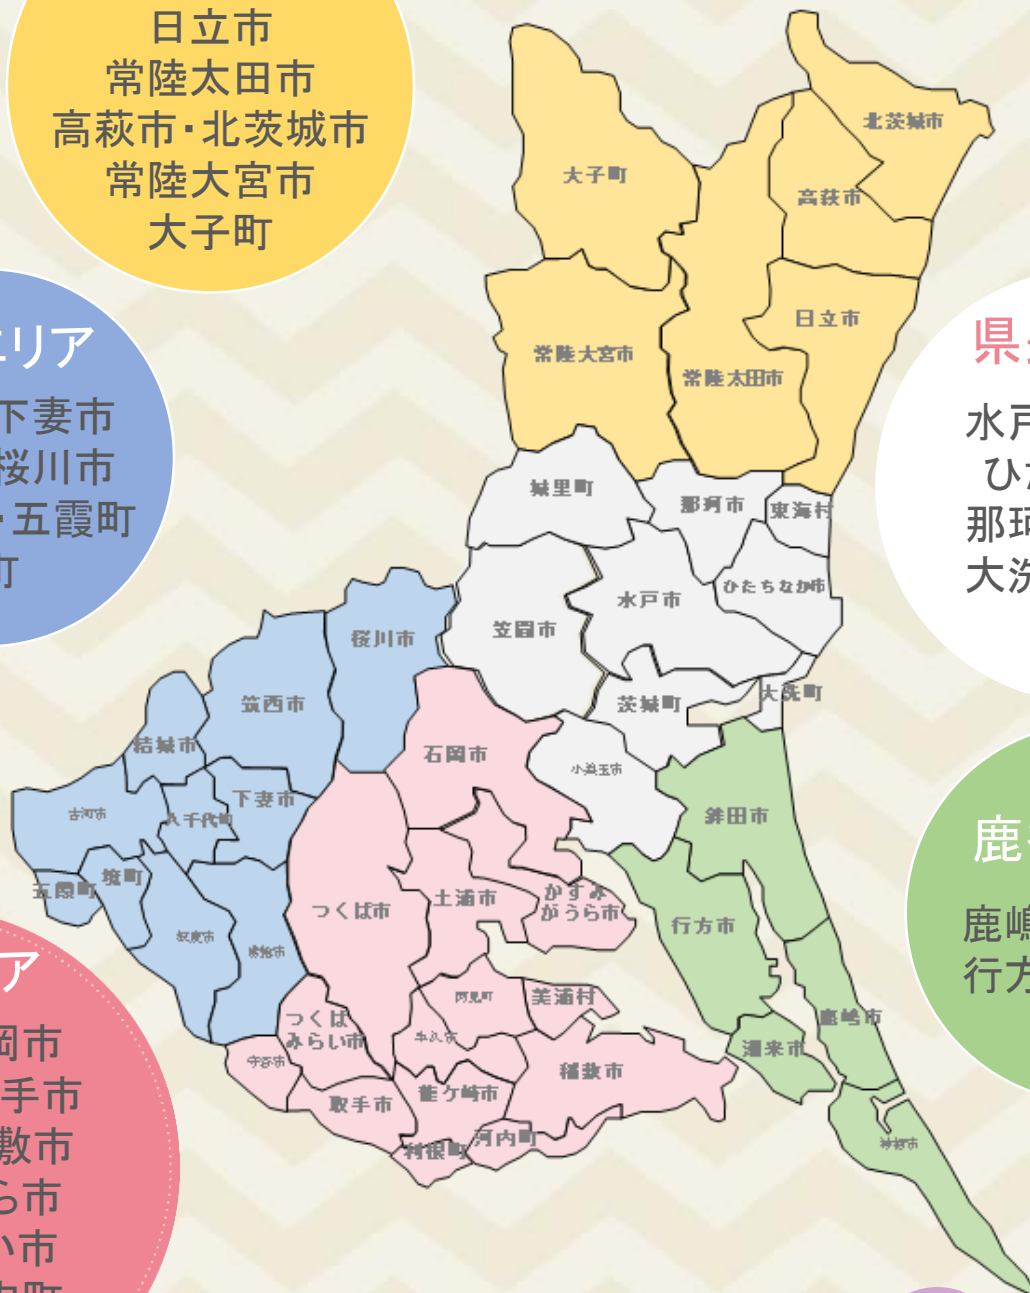 日立市
常陸太田市
高萩市・北茨城市
常陸大宮市
大子町
エリア
下妻市
桜川市
・五霞町
町
ア
岡市
手市
敷市
ら市
い市
県
水戸
ひた
那珂
大洗
鹿
鹿嶋
行方
北茨城市
大子町
高萩市
日立市
常陸大宮市
常陸太田市
城里町
那珂市
東海村
ひたちなか市
水戸市
笠間市
桜川市
茨城町
大洗町
筑西市
結城市
石岡市
小美玉市
下妻市
古河市
八千代町
鉾田市
五霞町
境町
つくば市
土浦市
かすみ
がうら市
行方市
坂東市
常総市
阿見町
美浦村
つくば
みらい市
牛久市
鹿嶋市
潮来市
守谷市
稲敷市
取手市
龍ケ崎市
利根町
河内町
神栖市